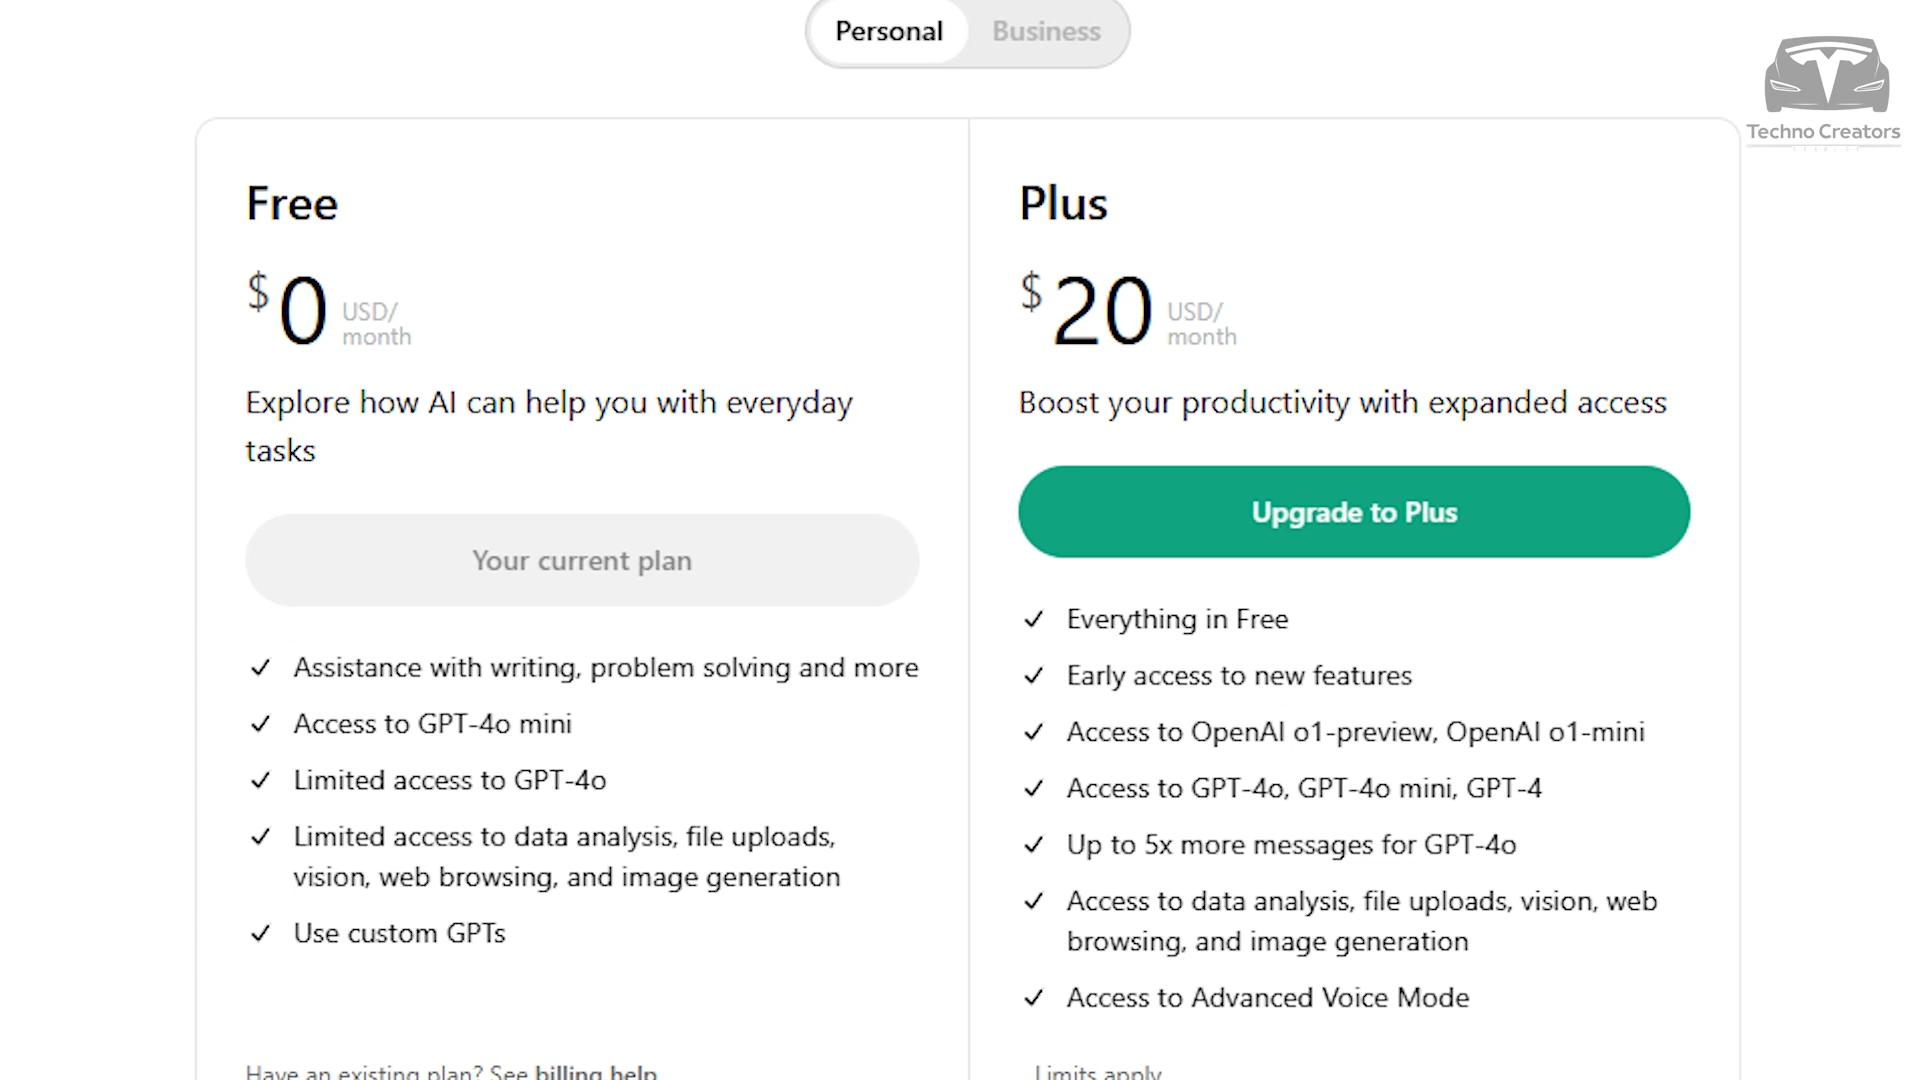 Personal
Business
Techno Creators
Free
$0 USD/
month
Explore how AI can help you with everyday
tasks
Your current plan
Assistance with writing, problem solving and more
Access to GPT-4o mini
Limited access to GPT-4o
Limited access to data analysis, file uploads,
vision, web browsing, and image generation
Use custom GPTs
Have an existing plan? See billing help
Plus
$20 USD/
month
Boost your productivity with expanded access
Upgrade to Plus
Everything in Free
Early access to new features
Access to OpenAI o1-preview, OpenAI o1-mini
Access to GPT-4o, GPT-4o mini, GPT-4
Up to 5x more messages for GPT-4o
Access to data analysis, file uploads, vision, web
browsing, and image generation
Access to Advanced Voice Mode
Limits apply